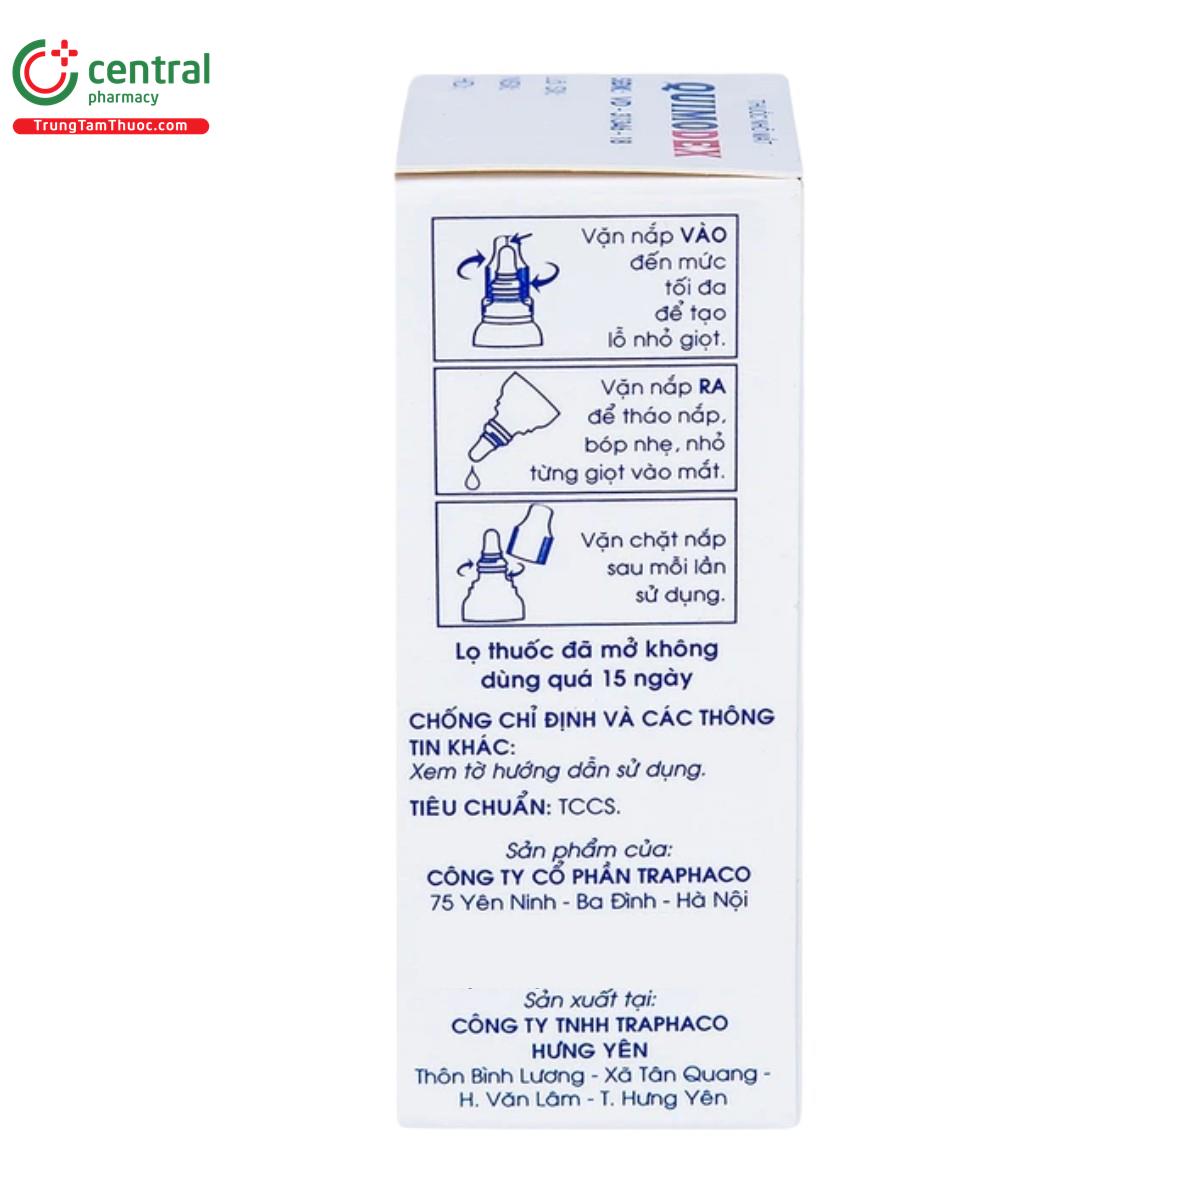 central
pharmacy
TrungTamThuoc.com
THUỐC NHỎ MẮT
QUIMODEX
Vặn nắp VÀO
đến mức
tối đa
để tạo
lỗ nhỏ giọt.
Vặn nắp RA
để tháo nắp,
bóp nhẹ, nhỏ
từng giọt vào mắt.
Vặn chặt nắp
sau mỗi lần
sử dụng.
Lọ thuốc đã mở không
dùng quá 15 ngày
CHỐNG CHỈ ĐỊNH VÀ CÁC THÔNG
TIN KHÁC:
Xem tờ hướng dẫn sử dụng.
TIÊU CHUẨN: TCCS.
Sản phẩm của:
CÔNG TY CỔ PHẦN TRAPHACO
75 Yên Ninh - Ba Đình - Hà Nội
Sản xuất tại:
CÔNG TY TNHH TRAPHACO
HƯNG YÊN
Thôn Bình Lương - Xã Tân Quang -
H. Văn Lâm - T. Hưng Yên